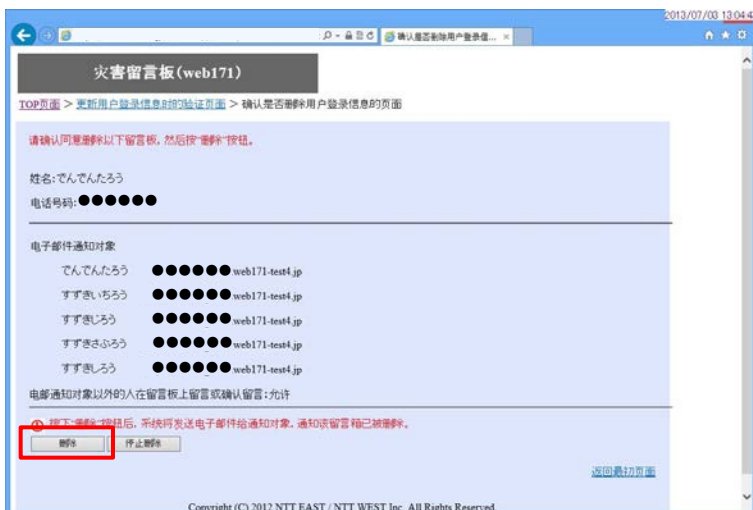 2013/07/03 13:04:4
确认是否删除用户登录信...
灾害留言板(web171)
TOP页面 > 更新用户登录信息时的验证页面 > 确认是否删除用户登录信息的页面
请确认同意删除以下留言板, 然后按"删除"按钮。
姓名:でんでんたろう
电话号码:●●●●●●
电子邮件通知对象
でんでんたろう ●●●●●●web171-test4.jp
すずきいちろう ●●●●●●web171-test4.jp
すずきじろう ●●●●●●web171-test4.jp
すずきさぶろう ●●●●●●web171-test4.jp
すずきしろう ●●●●●●web171-test4.jp
电邮通知对象以外的人在留言板上留言或确认留言:允许
按下"删除"按钮后, 系统将发送电子邮件给通知对象, 通知该留言箱已被删除。
删除 停止删除
返回最初页面
Copyright (C) 2012 NTT EAST / NTT WEST Inc. All Rights Reserved.